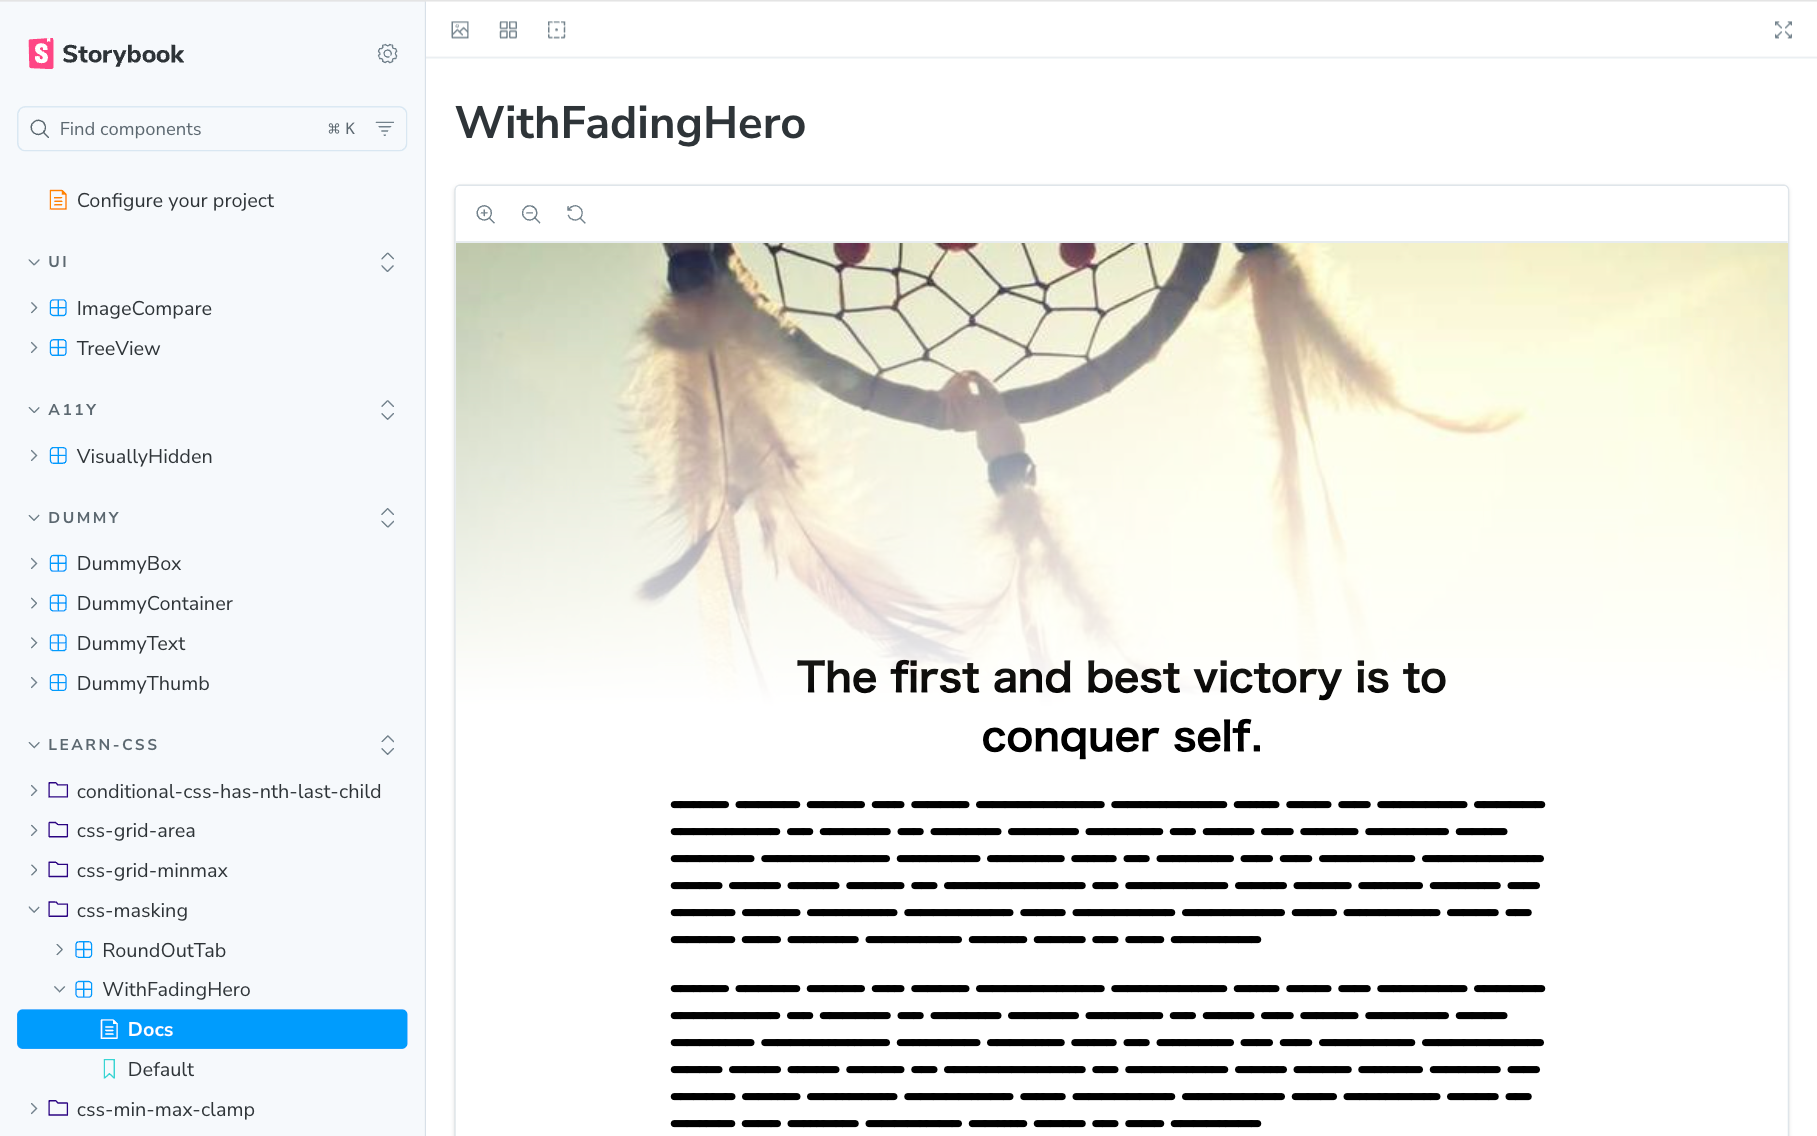 Storybook
Find components
⌘ K
Configure your project
UI
ImageCompare
TreeView
A11Y
VisuallyHidden
DUMMY
DummyBox
DummyContainer
DummyText
DummyThumb
LEARN-CSS
conditional-css-has-nth-last-child
css-grid-area
css-grid-minmax
css-masking
RoundOutTab
WithFadingHero
Docs
Default
css-min-max-clamp
WithFadingHero
The first and best victory is to
conquer self.